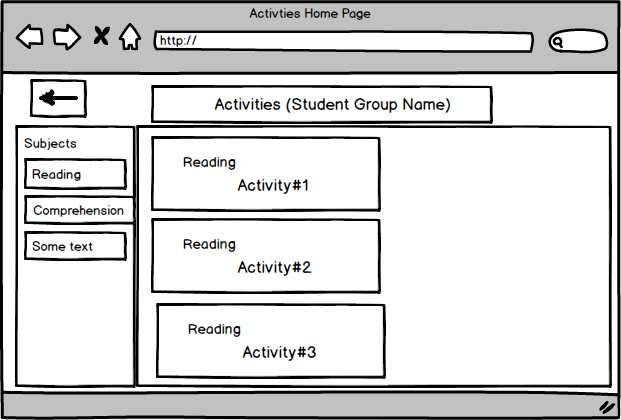 Activties Home Page
http://
Activities (Student Group Name)
Subjects
Reading
Comprehension
Some text
Reading
Activity#1
Reading
Activity#2
Reading
Activity#3